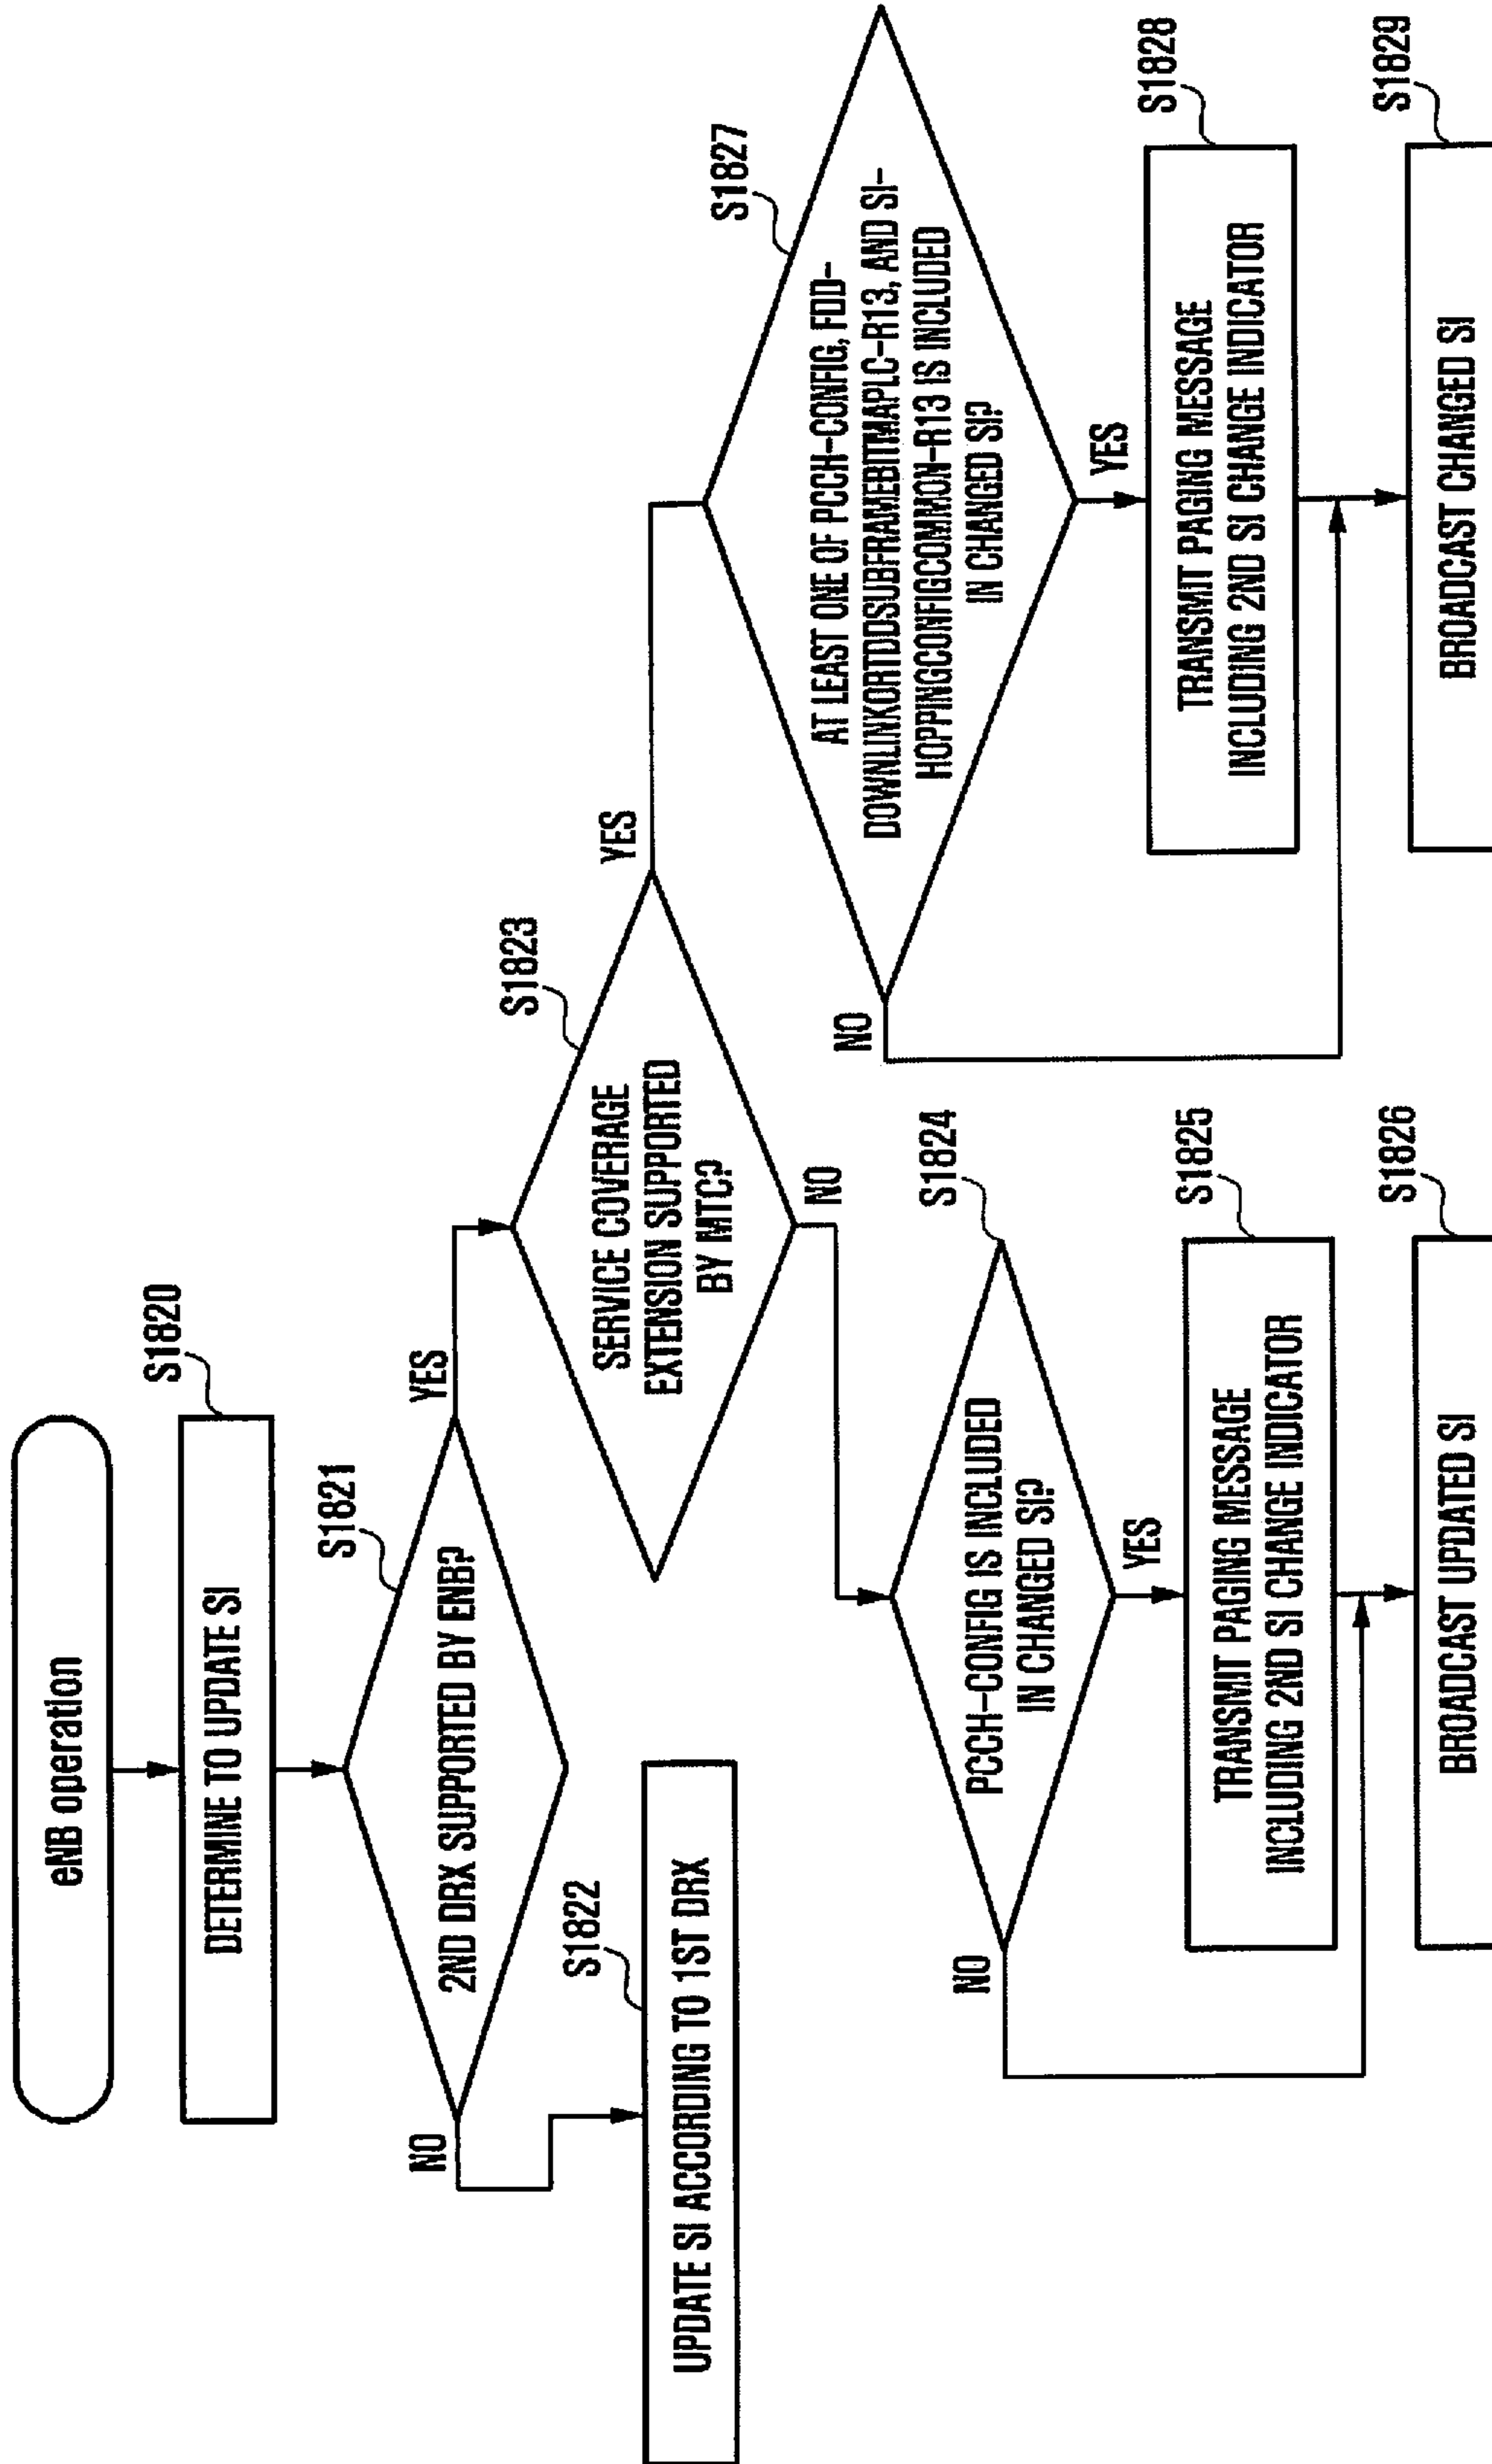 eNB operation
DETERMINE TO UPDATE SI
S1820
2ND DRX SUPPORTED BY ENB?
S1821
NO
YES
UPDATE SI ACCORDING TO 1ST DRX
S1822
SERVICE COVERAGE
EXTENSION SUPPORTED
BY MTC?
S1823
NO
YES
PCCH-CONFIG IS INCLUDED
IN CHANGED SI?
S1824
NO
YES
TRANSMIT PAGING MESSAGE
INCLUDING 2ND SI CHANGE INDICATOR
S1825
BROADCAST UPDATED SI
S1826
AT LEAST ONE OF PCCH-CONFIG, FDD-
DOWNLINKORTDDSUBFRAMEBITMAPLC-R13, AND SI-
HOPPINGCONFIGCOMMON-R13 IS INCLUDED
IN CHANGED SI?
S1827
NO
YES
TRANSMIT PAGING MESSAGE
INCLUDING 2ND SI CHANGE INDICATOR
S1828
BROADCAST CHANGED SI
S1829